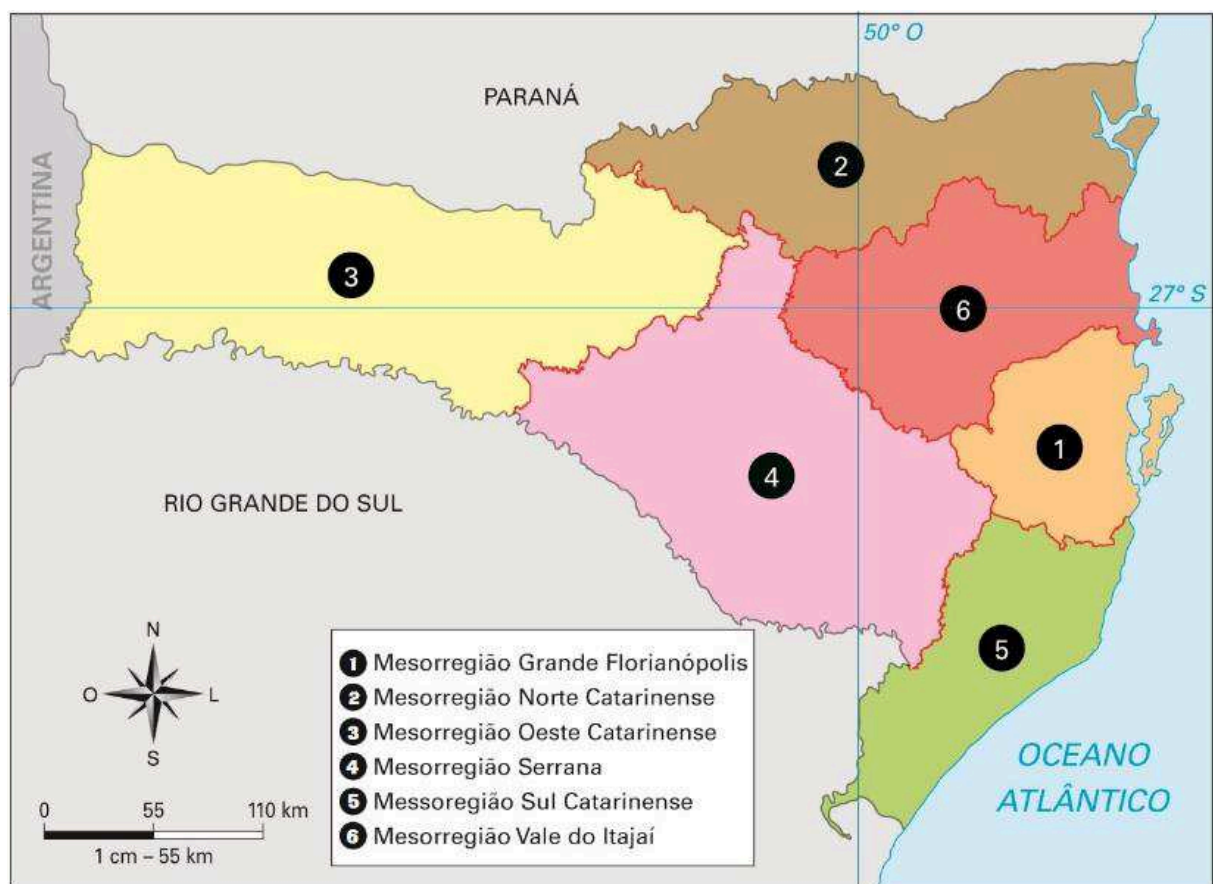 50° O
PARANÁ
2
ARGENTINA
3
27° S
6
1
4
RIO GRANDE DO SUL
5
N
O
L
S
1 Mesorregião Grande Florianópolis
2 Mesorregião Norte Catarinense
3 Mesorregião Oeste Catarinense
4 Mesorregião Serrana
5 Messoregião Sul Catarinense
6 Mesorregião Vale do Itajaí
OCEANO
ATLÂNTICO
0 55 110 km
1 cm – 55 km